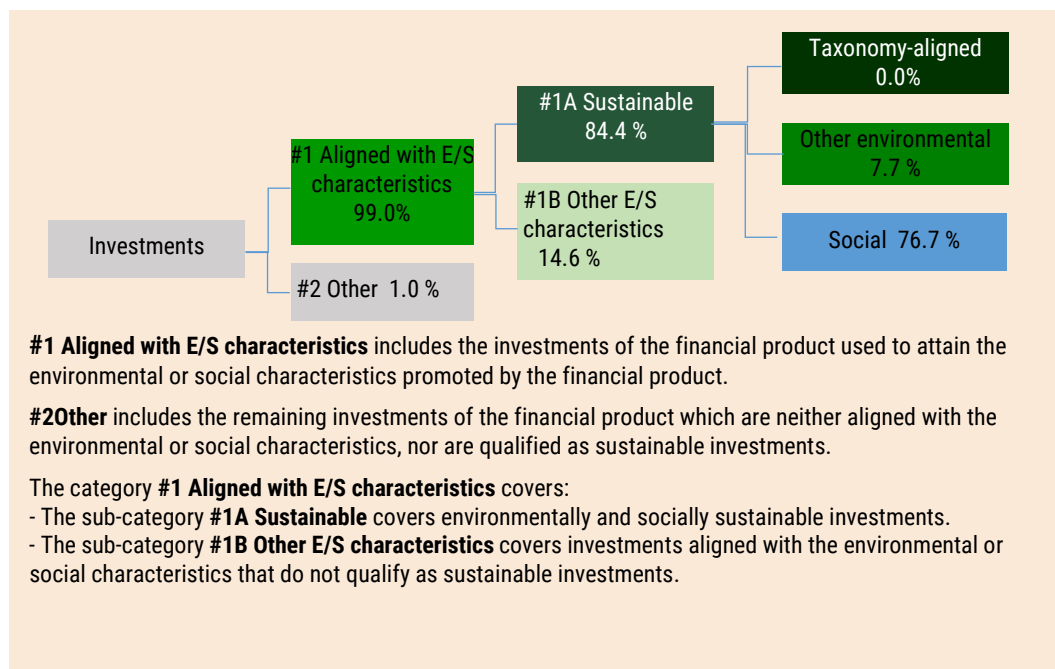 Taxonomy-aligned
0.0%
#1A Sustainable
84.4 %
Other environmental
7.7 %
#1 Aligned with E/S
characteristics
99.0%
#1B Other E/S
characteristics
14.6 %
Investments
Social 76.7 %
#2 Other 1.0 %
#1 Aligned with E/S characteristics includes the investments of the financial product used to attain the
environmental or social characteristics promoted by the financial product.
#2Other includes the remaining investments of the financial product which are neither aligned with the
environmental or social characteristics, nor are qualified as sustainable investments.
The category #1 Aligned with E/S characteristics covers:
- The sub-category #1A Sustainable covers environmentally and socially sustainable investments.
- The sub-category #1B Other E/S characteristics covers investments aligned with the environmental or
social characteristics that do not qualify as sustainable investments.